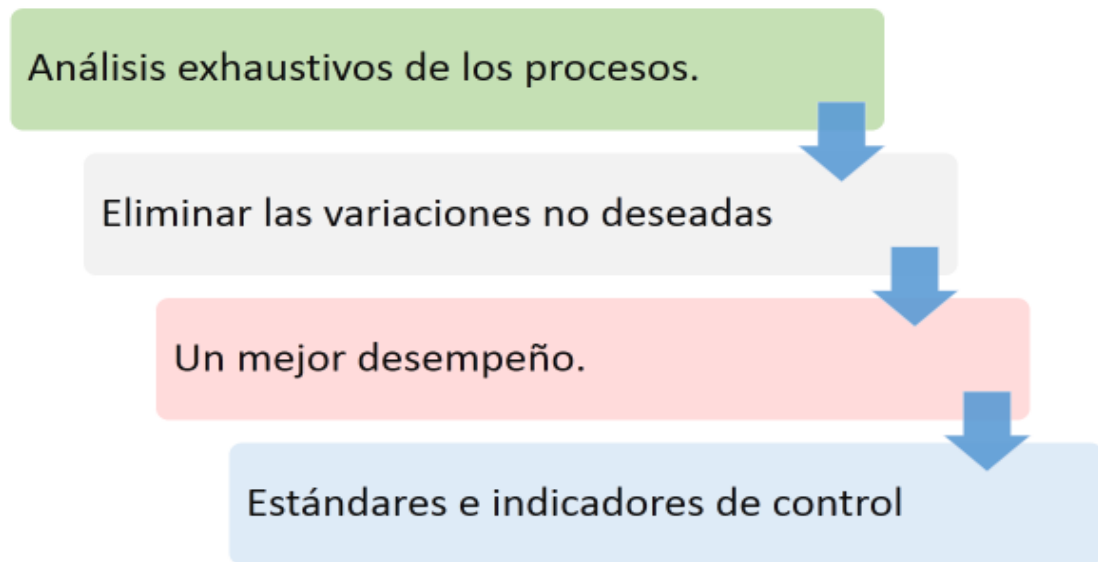 Análisis exhaustivos de los procesos.
Eliminar las variaciones no deseadas
Un mejor desempeño.
Estándares e indicadores de control